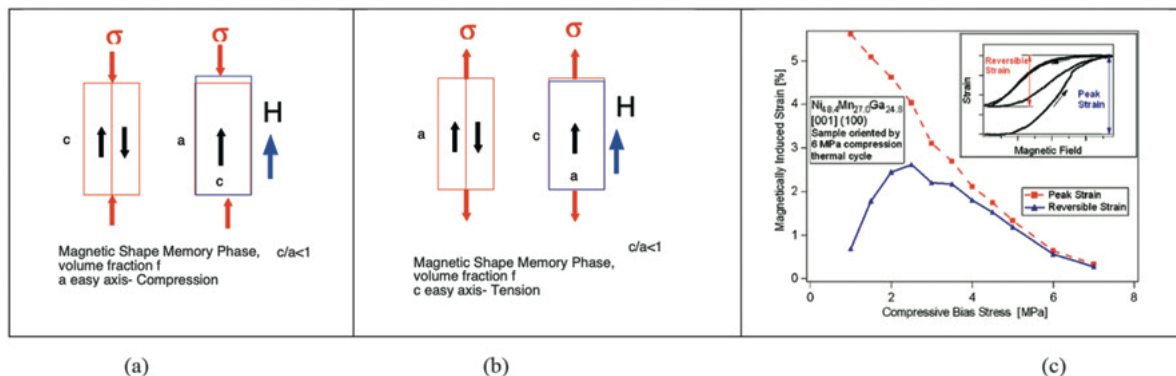 σ
σ
c
a
c
H
Magnetic Shape Memory Phase,
volume fraction f
a easy axis- Compression
c/a<1
(a)
σ
σ
a
c
a
H
Magnetic Shape Memory Phase,
volume fraction f
c easy axis- Tension
c/a<1
(b)
Magnetically Induced Strain [%]
5
4
3
2
1
0
Ni48.4Mn27.0Ga24.6
[001] (100)
Sample oriented by
6 MPa compression
thermal cycle
Strain
Reversible
Strain
Peak
Strain
Magnetic Field
Peak Strain
Reversible Strain
0
2
4
6
8
Compressive Bias Stress [MPa]
(c)